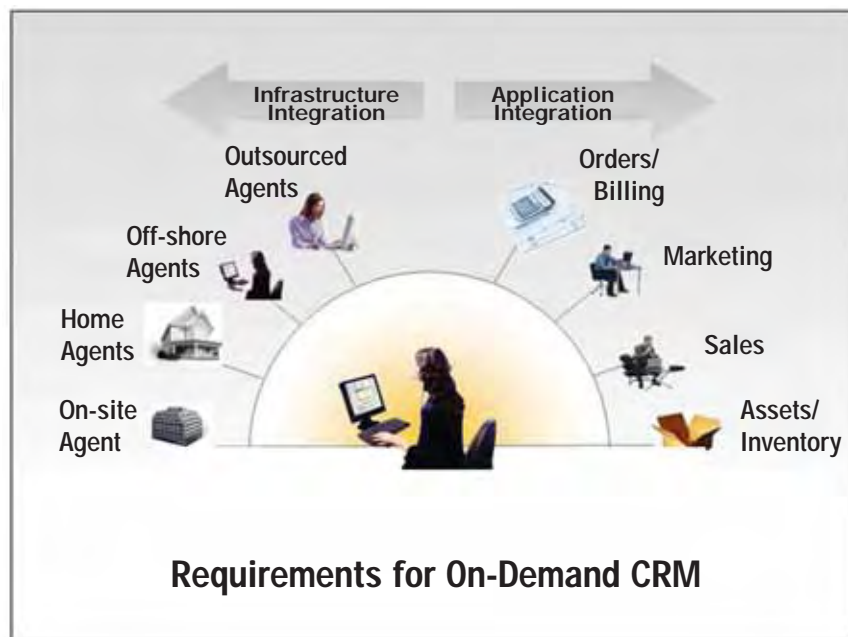 Infrastructure
Integration
Application
Integration
Outsourced
Agents
Off-shore
Agents
Home
Agents
On-site
Agent
Orders/
Billing
Marketing
Sales
Assets/
Inventory
Requirements for On-Demand CRM